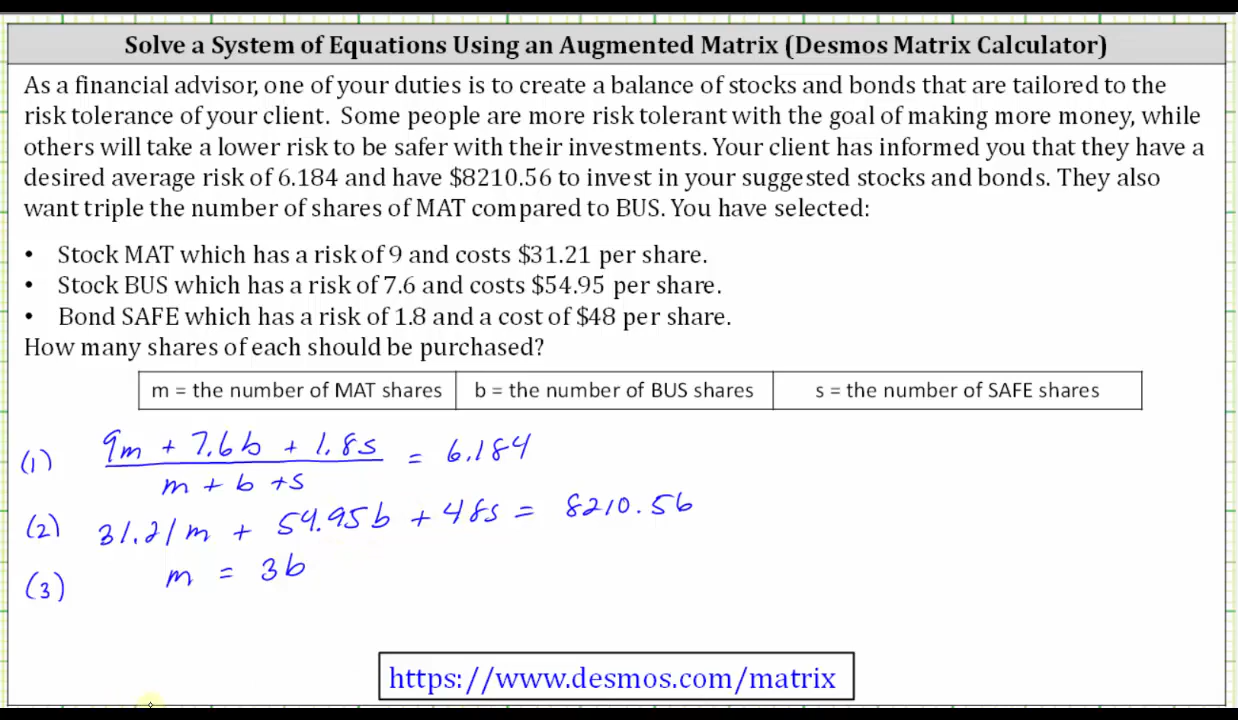 Solve a System of Equations Using an Augmented Matrix (Desmos Matrix Calculator)
As a financial advisor, one of your duties is to create a balance of stocks and bonds that are tailored to the
risk tolerance of your client. Some people are more risk tolerant with the goal of making more money, while
others will take a lower risk to be safer with their investments. Your client has informed you that they have a
desired average risk of 6.184 and have $8210.56 to invest in your suggested stocks and bonds. They also
want triple the number of shares of MAT compared to BUS. You have selected:
• Stock MAT which has a risk of 9 and costs $31.21 per share.
• Stock BUS which has a risk of 7.6 and costs $54.95 per share.
• Bond SAFE which has a risk of 1.8 and a cost of $48 per share.
How many shares of each should be purchased?
m = the number of MAT shares b = the number of BUS shares s = the number of SAFE shares
(1) 9m + 7.6b + 1.8s = 6.184
m + b + s
(2) 31.21m + 54.95b + 48s = 8210.56
(3) m = 3b
https://www.desmos.com/matrix